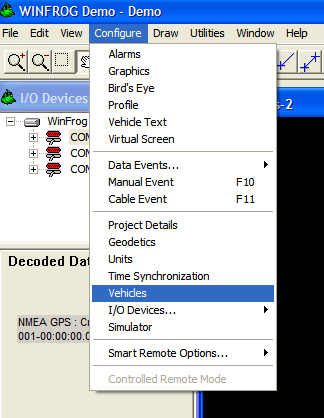 WINFROG Demo - Demo
File Edit View Configure Draw Utilities Window Help
I/O Devices
s-2
WinFrog
COM
COM
COM
Alarms
Graphics
Bird's Eye
Profile
Vehicle Text
Virtual Screen
Data Events...
Manual Event F10
Cable Event F11
Project Details
Geodetics
Units
Time Synchronization
Vehicles
I/O Devices...
Simulator
Smart Remote Options...
Controlled Remote Mode
Decoded Data
NMEA GPS : Cr
001-00:00:00.0